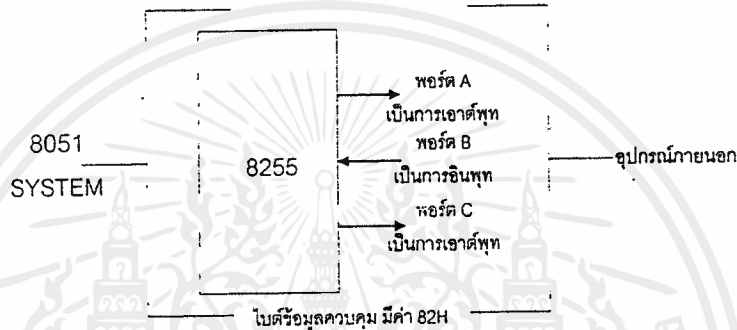 พอร์ต A
เป็นการเอาต์พุท
8051
พอร์ต B
SYSTEM
8255
เป็นการอินพุท
อุปกรณ์ภายนอก
พอร์ต C
เป็นการเอาต์พุท
ไบต์ข้อมูลควบคุม มีค่า 82H